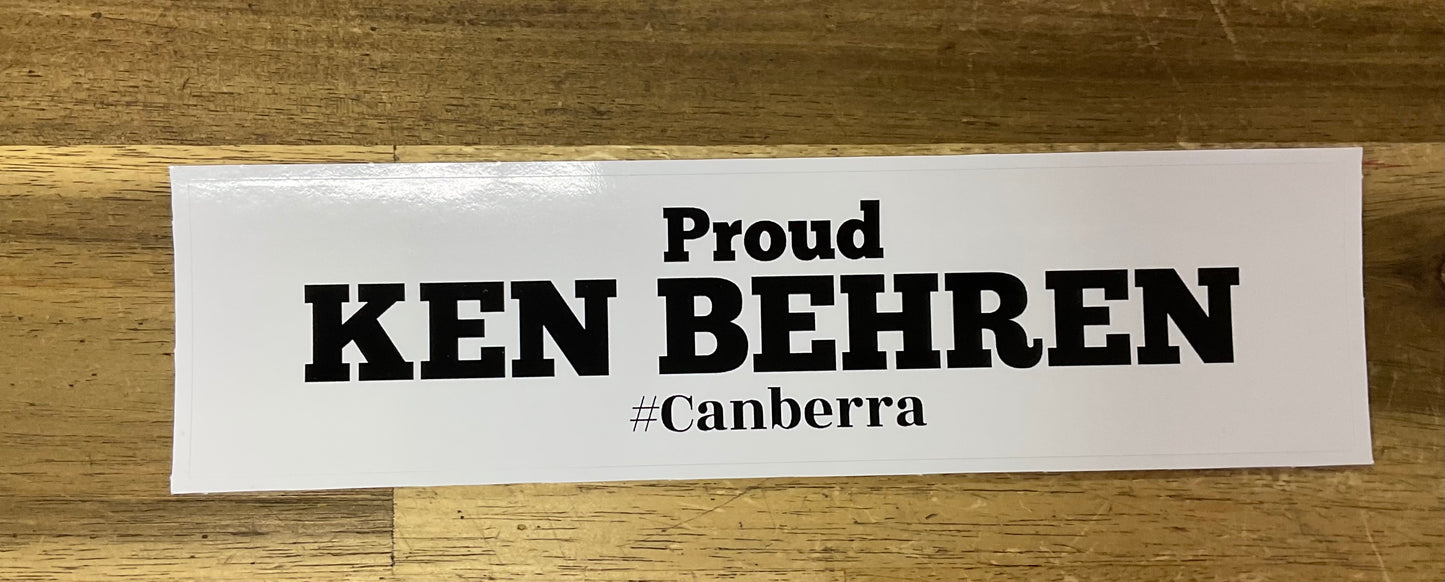 Proud
KEN BEHREN
#Canberra